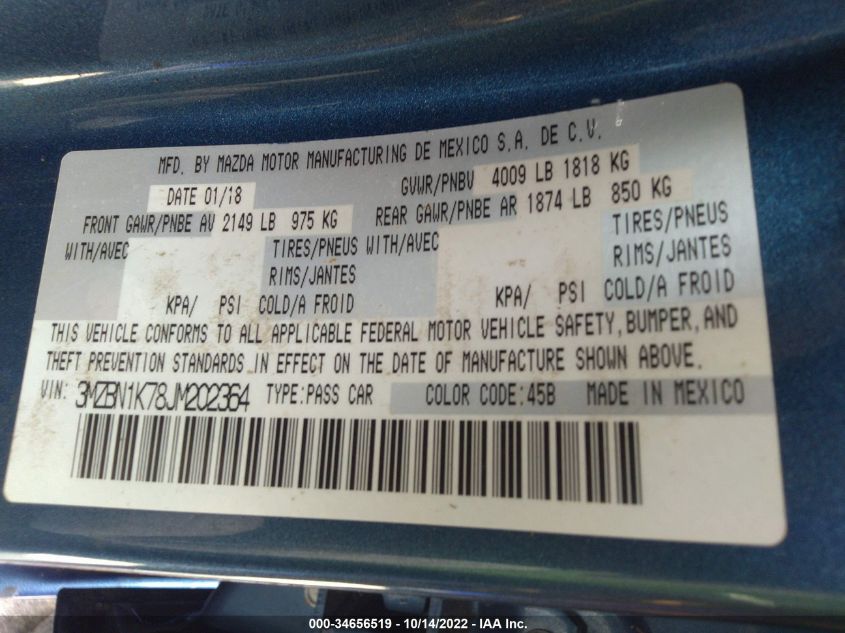 MFD. BY MAZDA MOTOR MANUFACTURING DE MEXICO S.A. DE C.V.
DATE 01/18 GVWR/PNBV 4009 LB 1818 KG
FRONT GAWR/PNBE AV 2149 LB 975 KG REAR GAWR/PNBE AR 1874 LB 850 KG
WITH/AVEC TIRES/PNEUS WITH/AVEC TIRES/PNEUS
RIMS/JANTES RIMS/JANTES
KPA/ PSI COLD/A FROID KPA/ PSI COLD/A FROID
THIS VEHICLE CONFORMS TO ALL APPLICABLE FEDERAL MOTOR VEHICLE SAFETY, BUMPER, AND
THEFT PREVENTION STANDARDS IN EFFECT ON THE DATE OF MANUFACTURE SHOWN ABOVE.
VIN: 3MZBN1K78JM202364 TYPE:PASS CAR COLOR CODE:45B MADE IN MEXICO
000-34656519 - 10/14/2022 - IAA Inc.